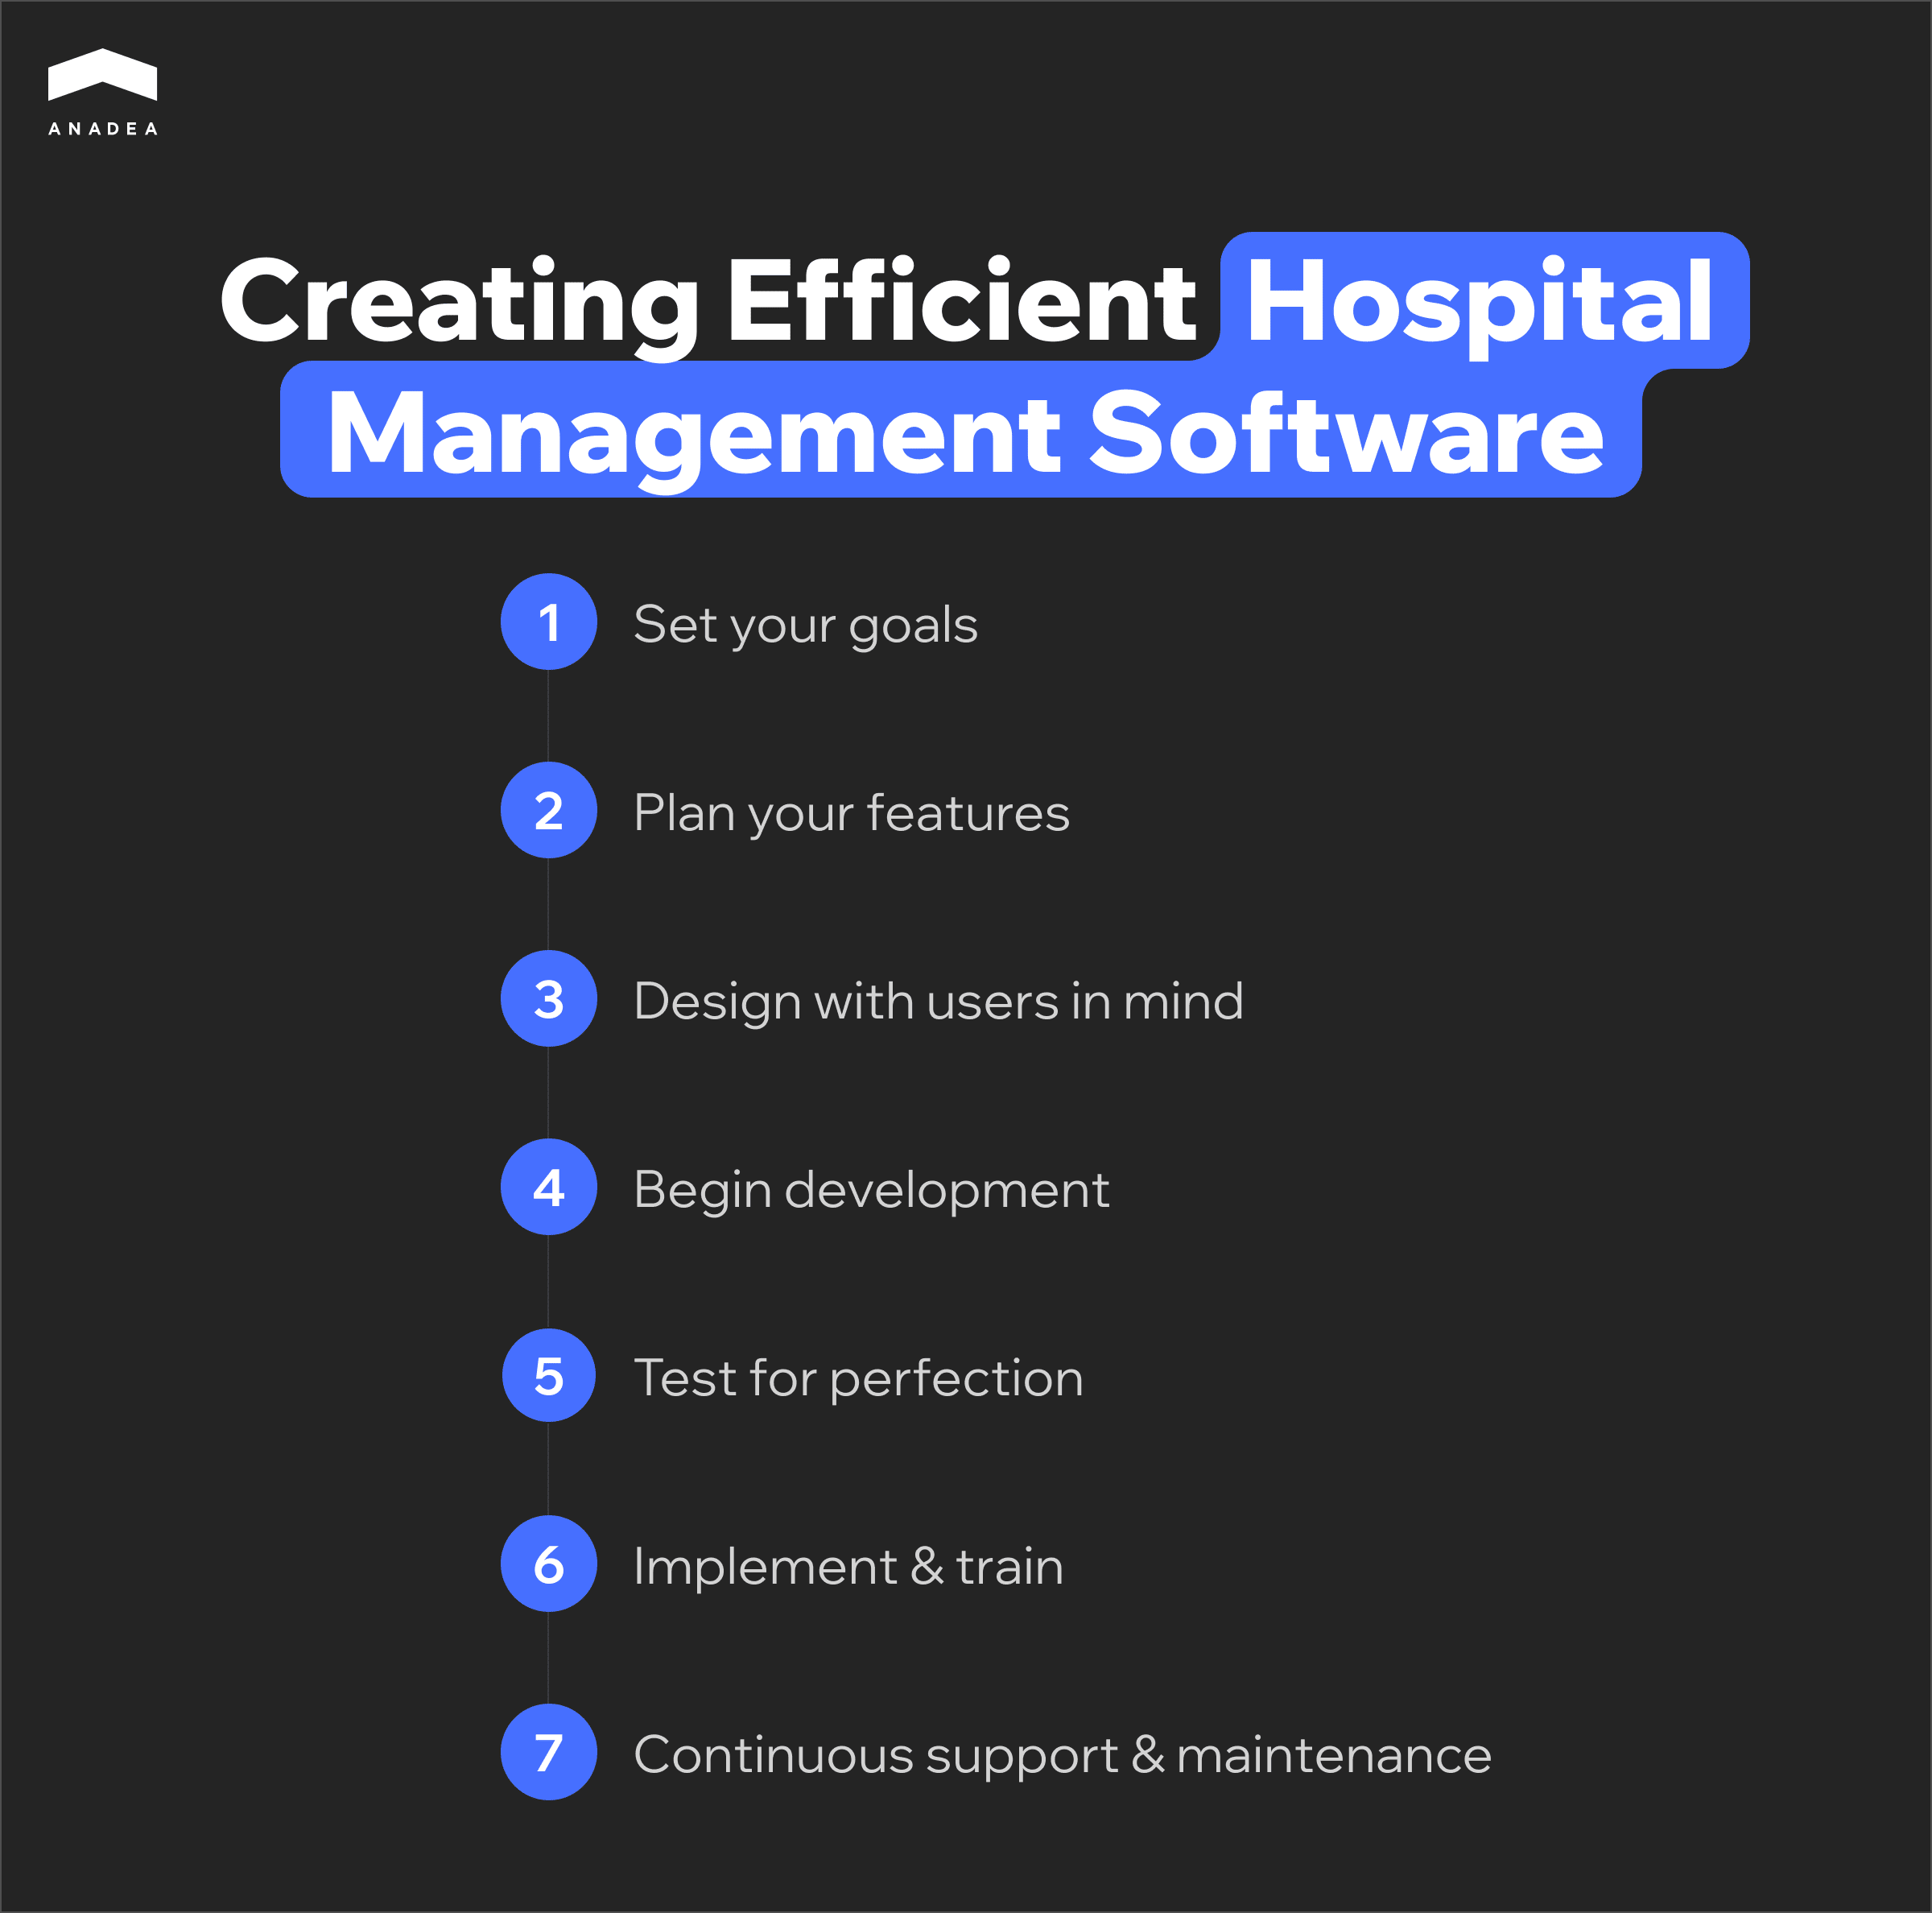 ANADEA
Creating Efficient Hospital
Management Software
1 Set your goals
2 Plan your features
3 Design with users in mind
4 Begin development
5 Test for perfection
6 Implement & train
7 Continuous support & maintenance